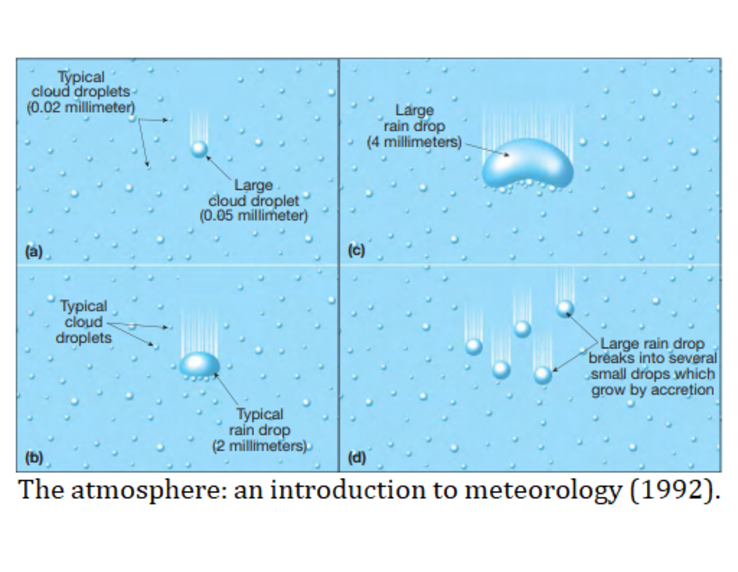 Typical
cloud droplets
(0.02 millimeter)
Large
cloud droplet
(0.05 millimeter)
(a)
Large
rain drop
(4 millimeters)
(c)
Typical
cloud
droplets
Typical
rain drop
(2 millimeters)
(b)
Large rain drop
breaks into several
small drops which
grow by accretion
(d)
The atmosphere: an introduction to meteorology (1992).